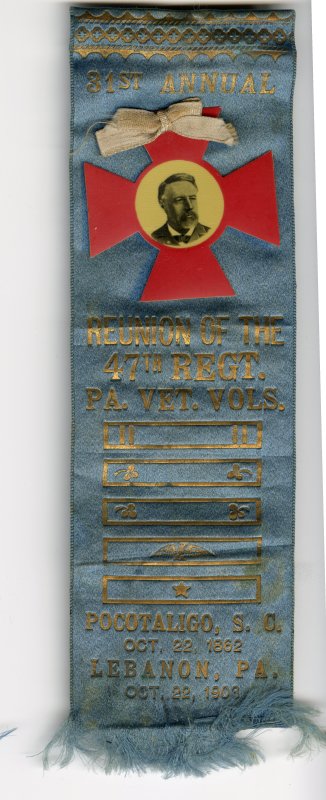 31ST ANNUAL
REUNION OF THE
47TH REGT.
PA. VET. VOLS.
POCOTALIGO, S. C.
OCT. 22, 1862
LEBANON, PA.
OCT. 22, 1903